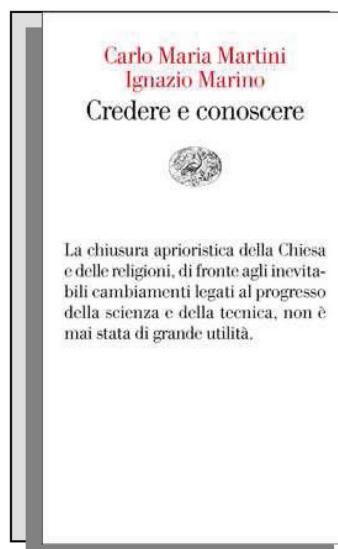 Carlo Maria Martini
Ignazio Marino
Credere e conoscere
La chiusura aprioristica della Chiesa
e delle religioni, di fronte agli inevita-
bili cambiamenti legati al progresso
della scienza e della tecnica, non è
mai stata di grande utilità.